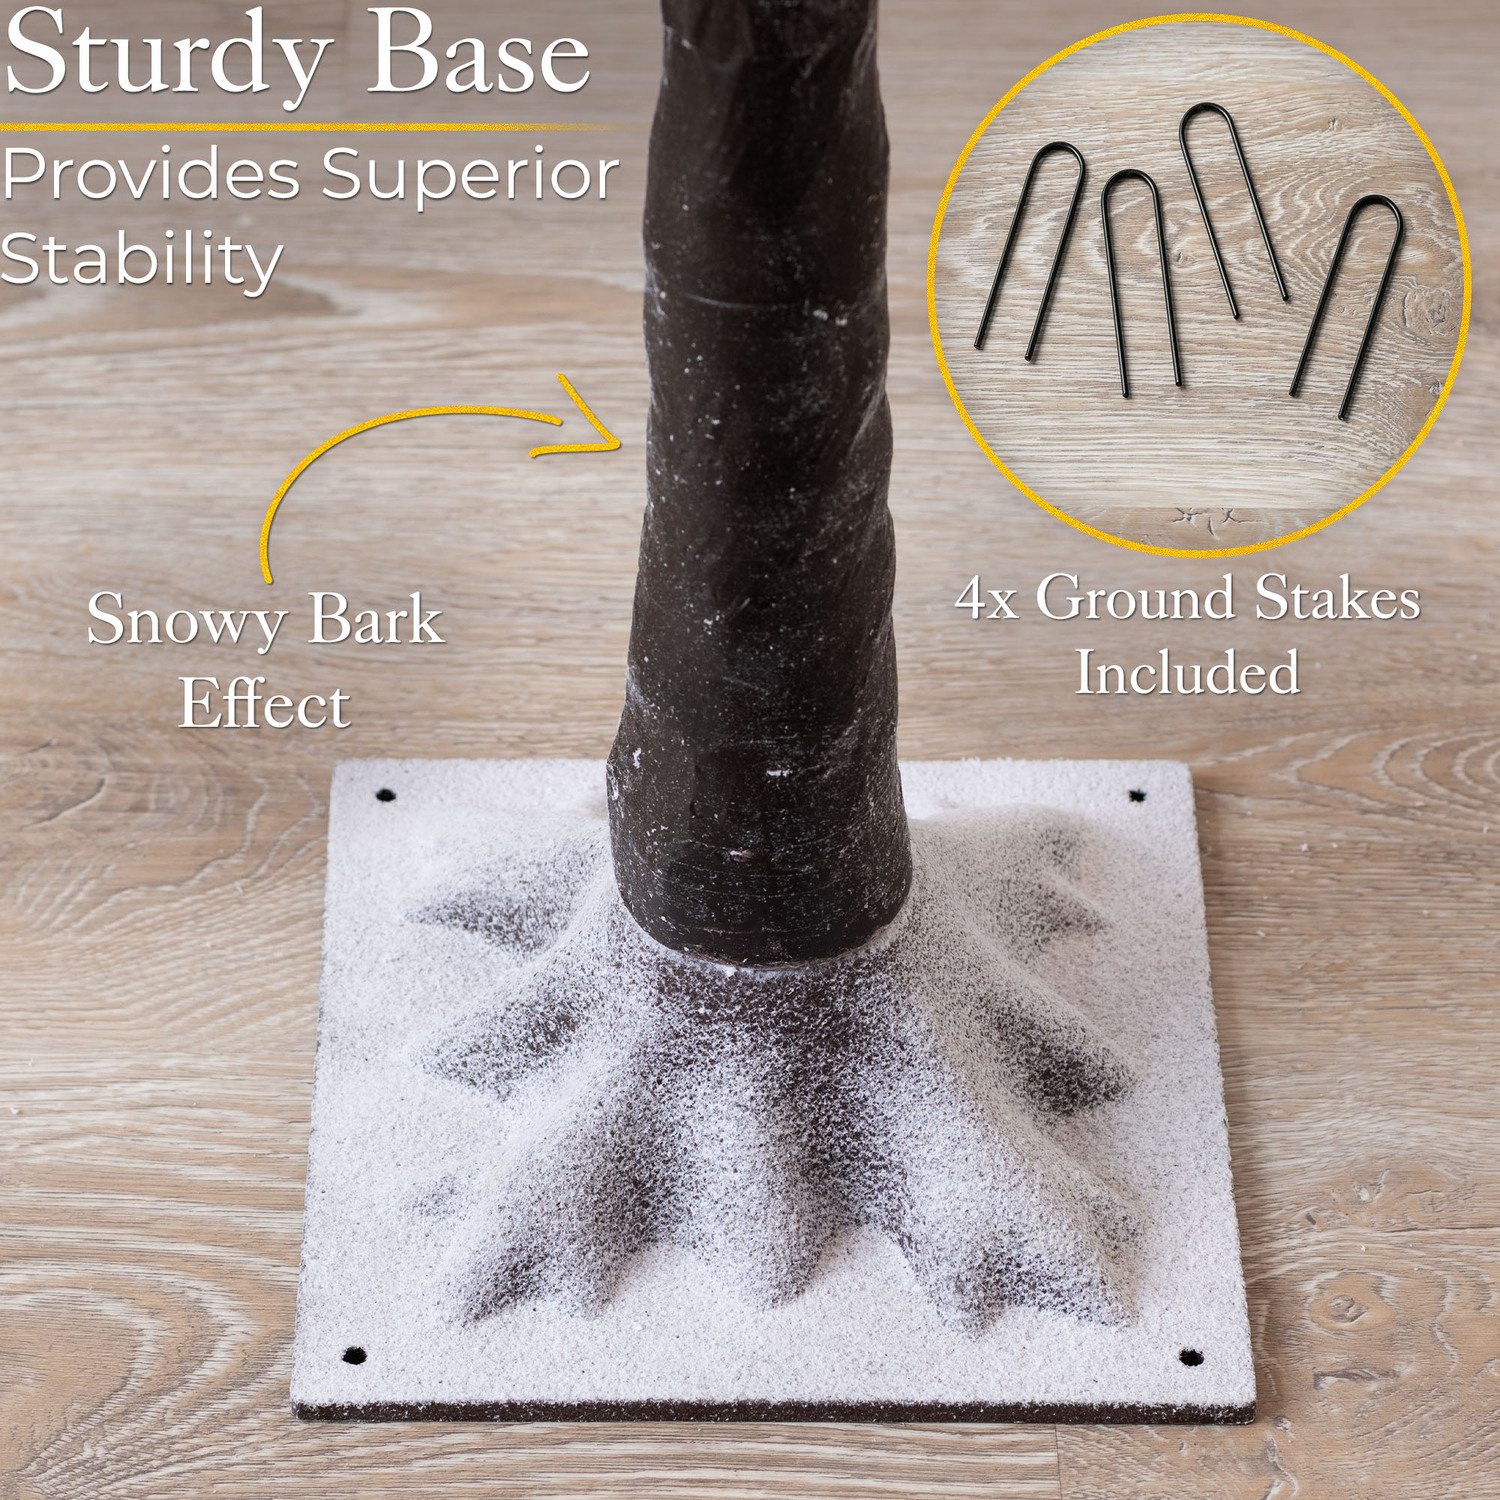 Sturdy Base
Provides Superior
Stability
Snowy Bark
Effect
4x Ground Stakes
Included